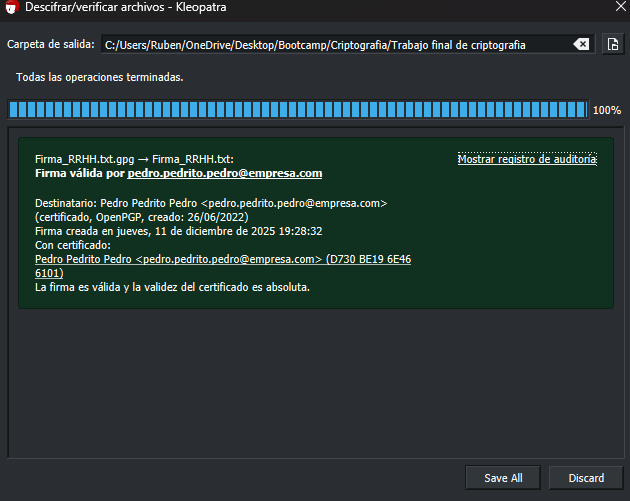 Descifrar/verificar archivos - Kleopatra
Carpeta de salida: C:/Users/Ruben/OneDrive/Desktop/Bootcamp/Criptografia/Trabajo final de criptografia
Todas las operaciones terminadas.
100%
Firma_RRHH.txt.gpg → Firma_RRHH.txt:
Mostrar registro de auditoría
Firma válida por pedro.pedrito.pedro@empresa.com
Destinatario: Pedro Pedrito Pedro <pedro.pedrito.pedro@empresa.com>
(certificado, OpenPGP, creado: 26/06/2022)
Firma creada en jueves, 11 de diciembre de 2025 19:28:32
Con certificado:
Pedro Pedrito Pedro <pedro.pedrito.pedro@empresa.com> (D730 BE19 6E46
6101)
La firma es válida y la validez del certificado es absoluta.
Save All
Discard